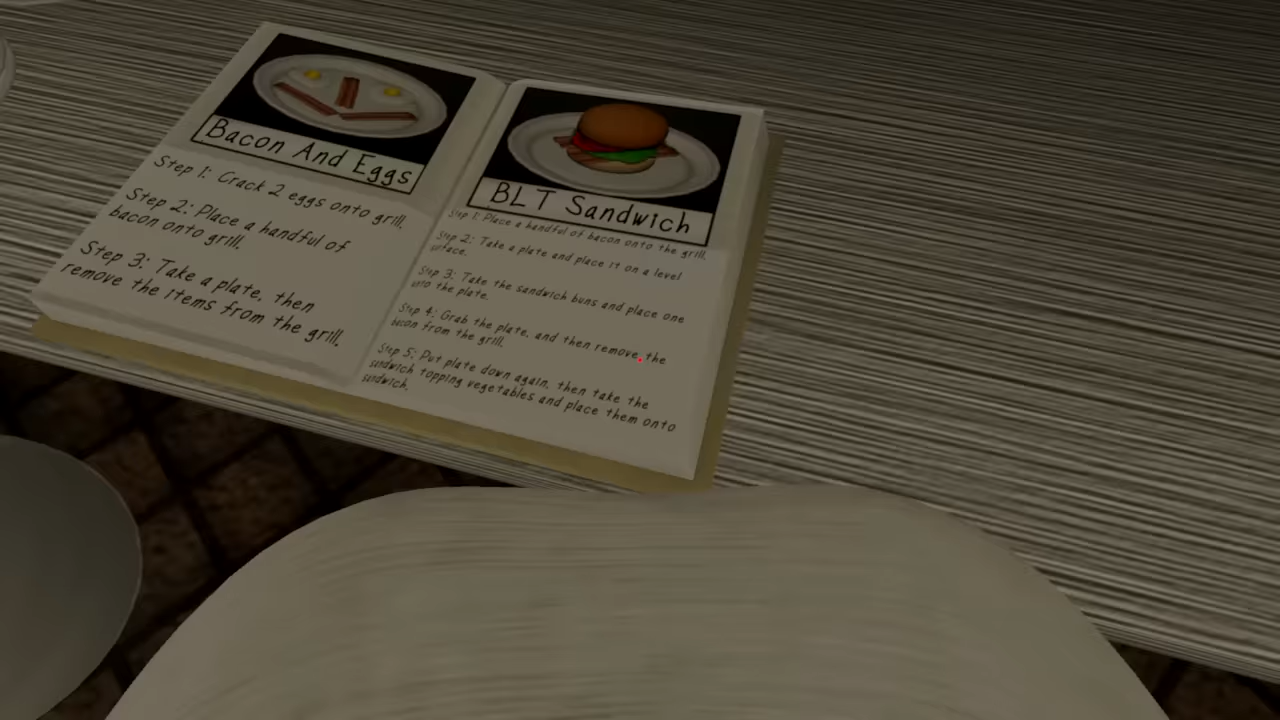 Bacon And Eggs
Step 1: Crack 2 eggs onto grill.
Step 2: Place a handful of
bacon onto grill.
Step 3: Take a plate, then
remove the items from the grill.
BLT Sandwich
Step 1: Place a handful of bacon onto the grill.
Step 2: Take a plate and place it on a level
surface.
Step 3: Take the sandwich buns and place one
onto the plate.
Step 4: Grab the plate, and then remove the
bacon from the grill.
Step 5: Put plate down again, then take the
sandwich topping vegetables and place them onto
sandwich.